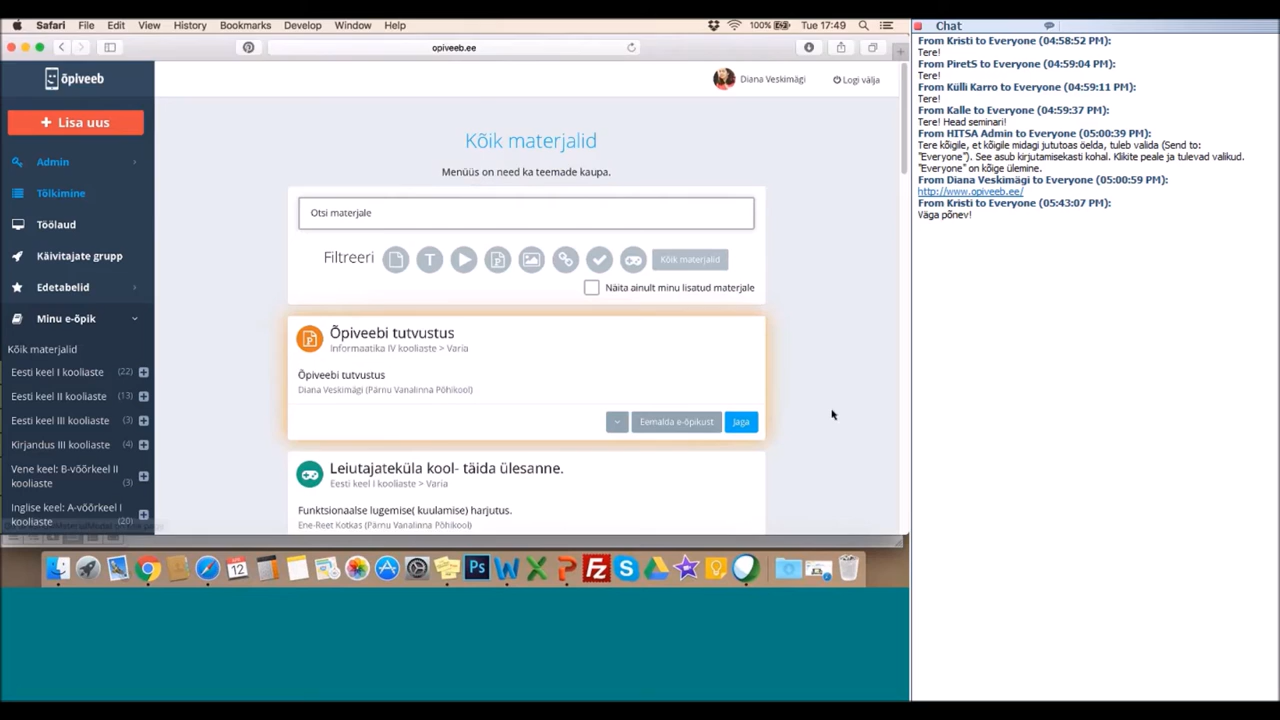 Safari File Edit View History Bookmarks Develop Window Help
100% Tue 17:49
opiveeb.ee
õpiveeb
Diana Veskimägi Logi välja
+ Lisa uus
Admin
Tõlkimine
Töölaud
Käivitajate grupp
Edetabelid
Minu e-õpik
Kõik materjalid
Eesti keel I kooliaste (22)
Eesti keel II kooliaste (13)
Eesti keel III kooliaste (3)
Kirjandus III kooliaste (4)
Vene keel: B-võõrkeel II
kooliaste (3)
Inglise keel: A-võõrkeel I
kooliaste (20)
Kõik materjalid
Menüüs on need ka teemade kaupa.
Otsi materjale
Filtreeri T P Kõik materjalid
Näita ainult minu lisatud materjale
Õpiveebi tutvustus
Informaatika IV kooliaste > Varia
Õpiveebi tutvustus
Diana Veskimägi (Pärnu Vanalinna Põhikool)
Eemalda e-õpikust Jaga
Leiutajateküla kool- täida ülesanne.
Eesti keel I kooliaste > Varia
Funktsionaalse lugemise( kuulamise) harjutus.
Ene-Reet Kotkas (Pärnu Vanalinna Põhikool)
12 Ps W X P Fz S
Chat
From Kristi to Everyone (04:58:52 PM):
Tere!
From PiretS to Everyone (04:59:04 PM):
Tere!
From Külli Karro to Everyone (04:59:11 PM):
Tere!
From Kalle to Everyone (04:59:37 PM):
Tere! Head seminari!
From HITSA Admin to Everyone (05:00:39 PM):
Tere kõigile, et kõigile midagi jututoas öelda, tuleb valida (Send to:
"Everyone"). See asub kirjutamisekasti kohal. Klikite peale ja tulevad valikud.
"Everyone" on kõige ülemine.
From Diana Veskimägi to Everyone (05:00:59 PM):
http://www.opiveeb.ee/
From Kristi to Everyone (05:43:07 PM):
Väga põnev!